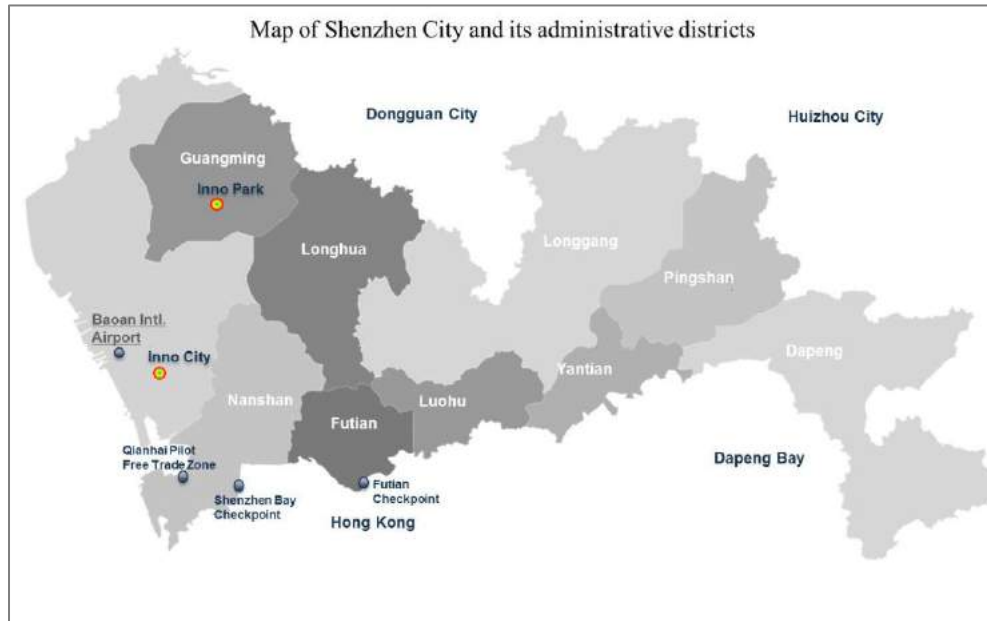 Map of Shenzhen City and its administrative districts
Dongguan City
Huizhou City
Guangming
Inno Park
Longhua
Longgang
Pingshan
Baoan Intl.
Airport
Inno City
Dapeng
Yantian
Nanshan
Luohu
Futian
Qianhai Pilot
Free Trade Zone
Dapeng Bay
Shenzhen Bay
Checkpoint
Futian
Checkpoint
Hong Kong